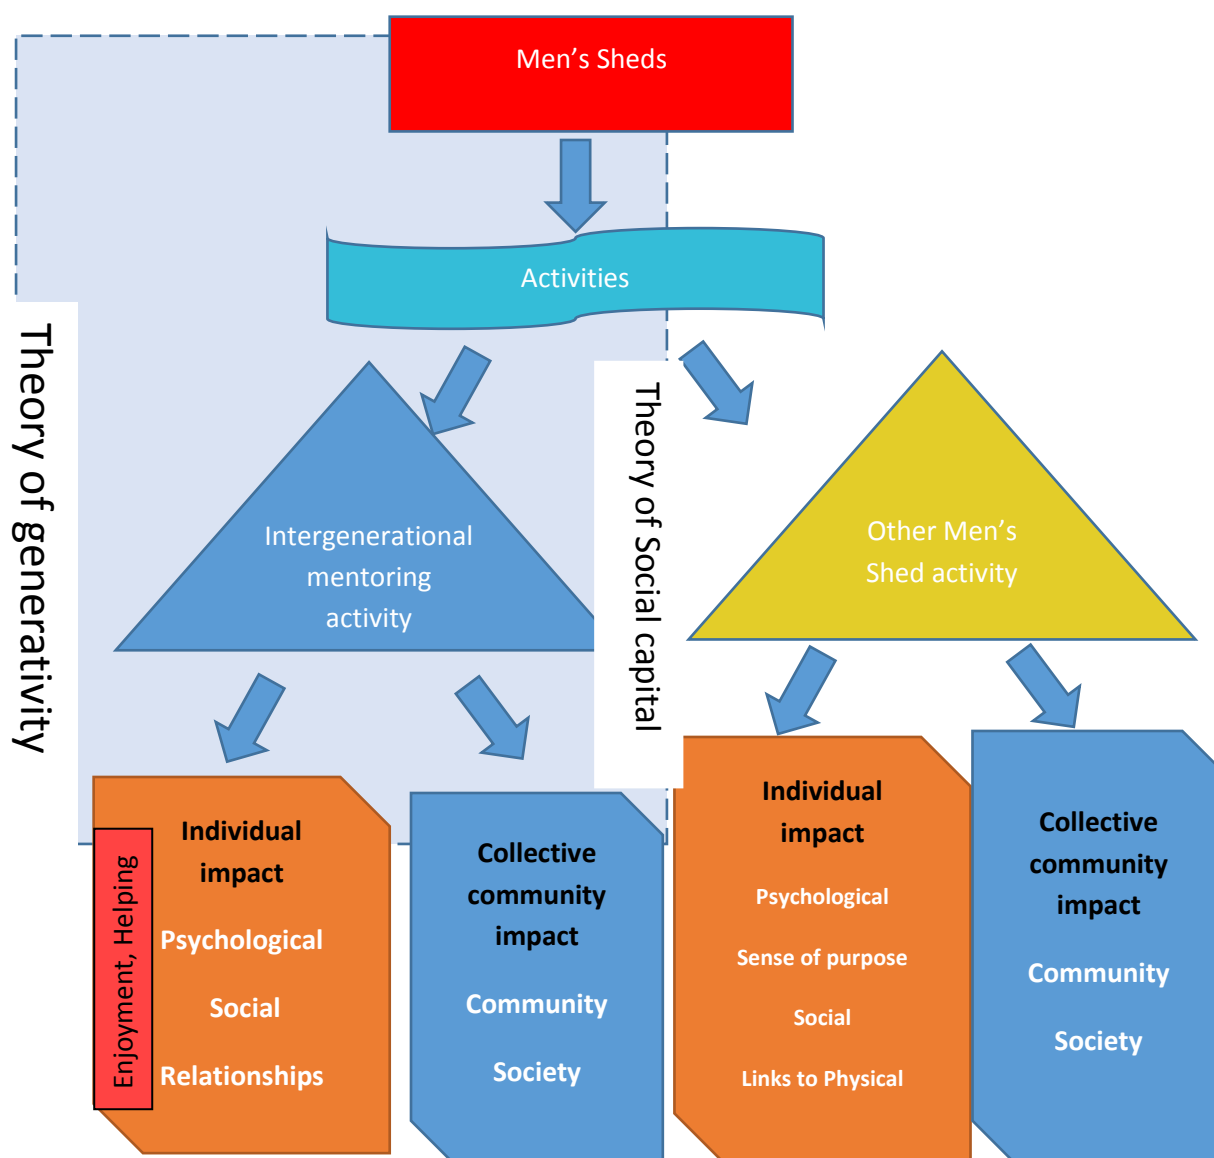 Men’s Sheds
Activities
Theory of generativity
Intergenerational
mentoring
activity
Theory of Social capital
Other Men’s
Shed activity
Enjoyment, Helping
Individual
impact
Psychological
Social
Relationships
Collective
community
impact
Community
Society
Individual
impact
Psychological
Sense of purpose
Social
Links to Physical
Collective
community
impact
Community
Society